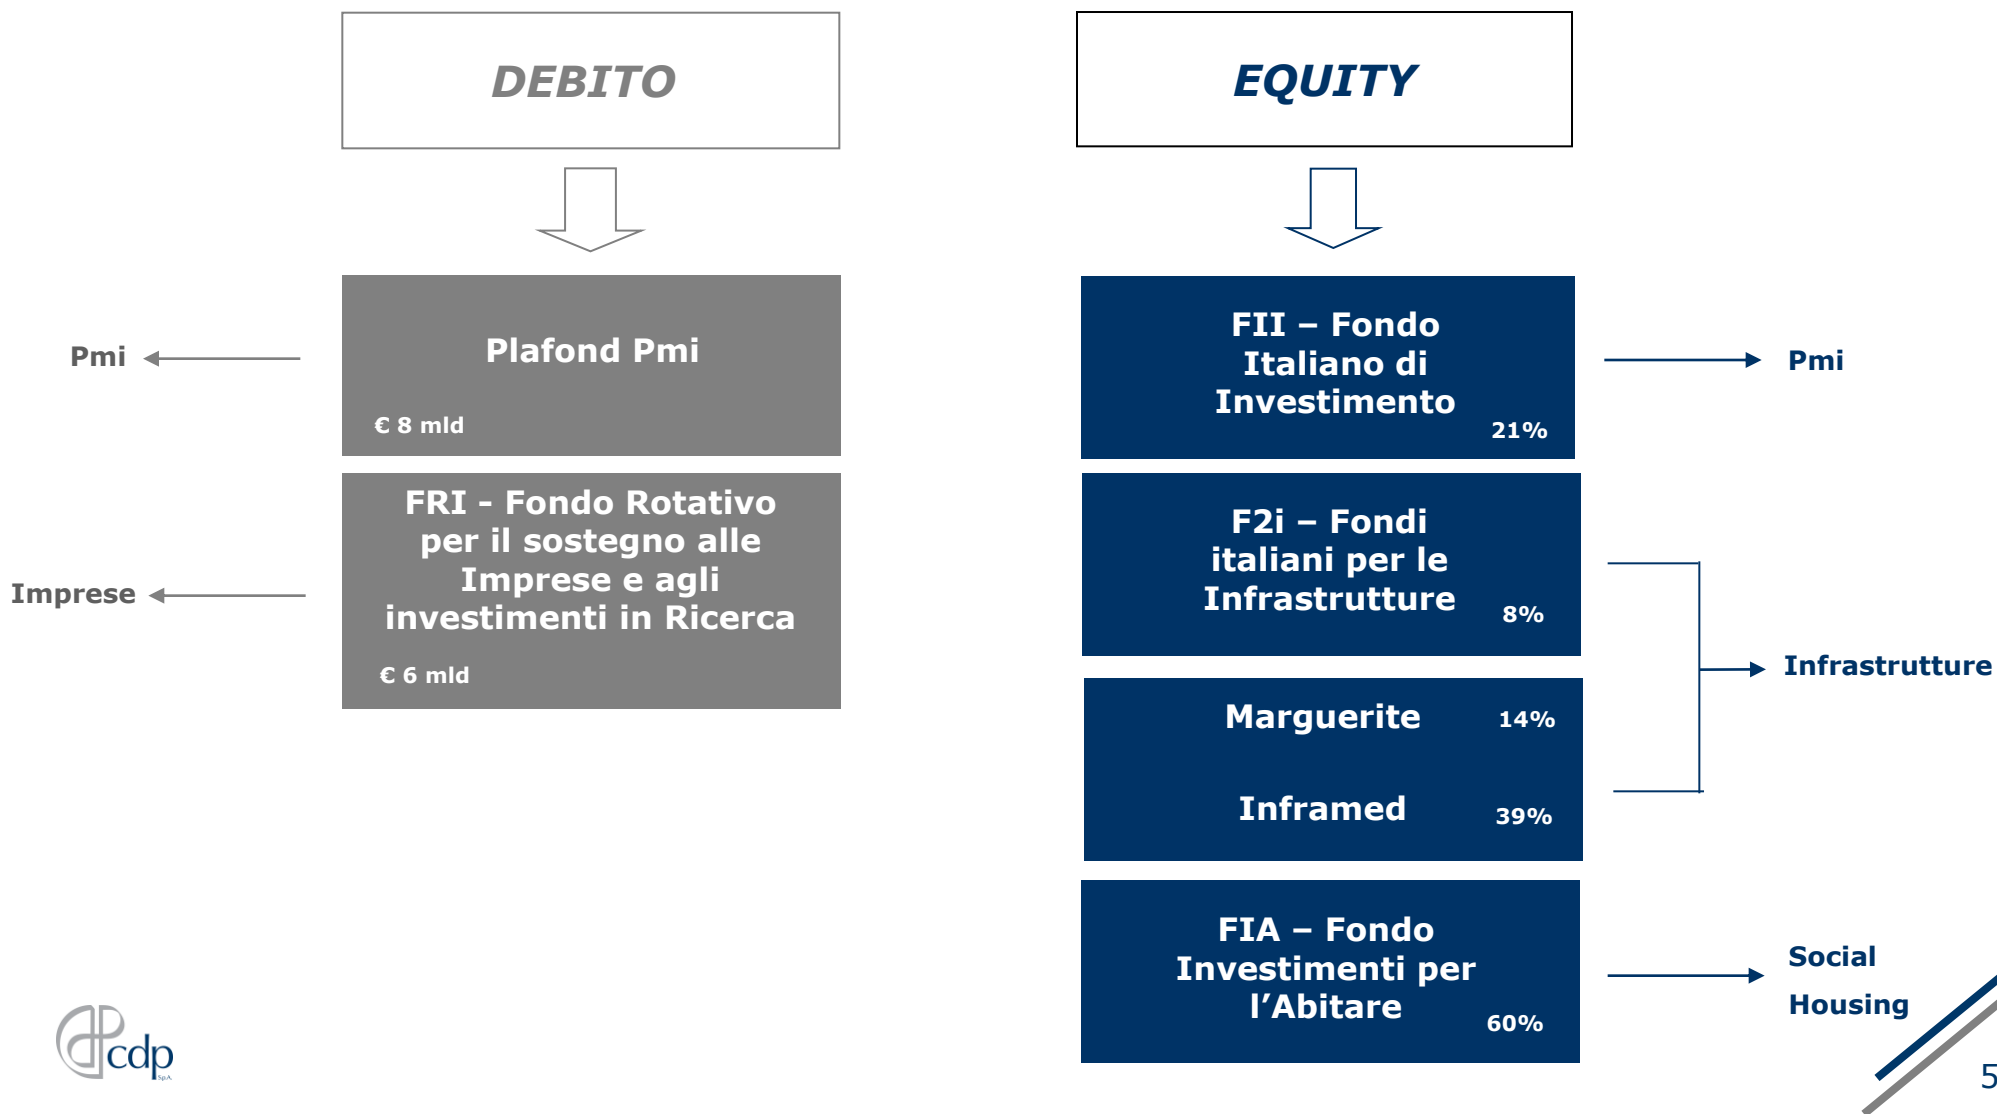 DEBITO
EQUITY
Pmi
Plafond Pmi
€ 8 mld
Imprese
FRI - Fondo Rotativo
per il sostegno alle
Imprese e agli
investimenti in Ricerca
€ 6 mld
FII – Fondo
Italiano di
Investimento
21%
Pmi
F2i – Fondi
italiani per le
Infrastrutture
8%
Marguerite
14%
Inframed
39%
Infrastrutture
FIA – Fondo
Investimenti per
l’Abitare
60%
Social
Housing
cdp
SpA
5